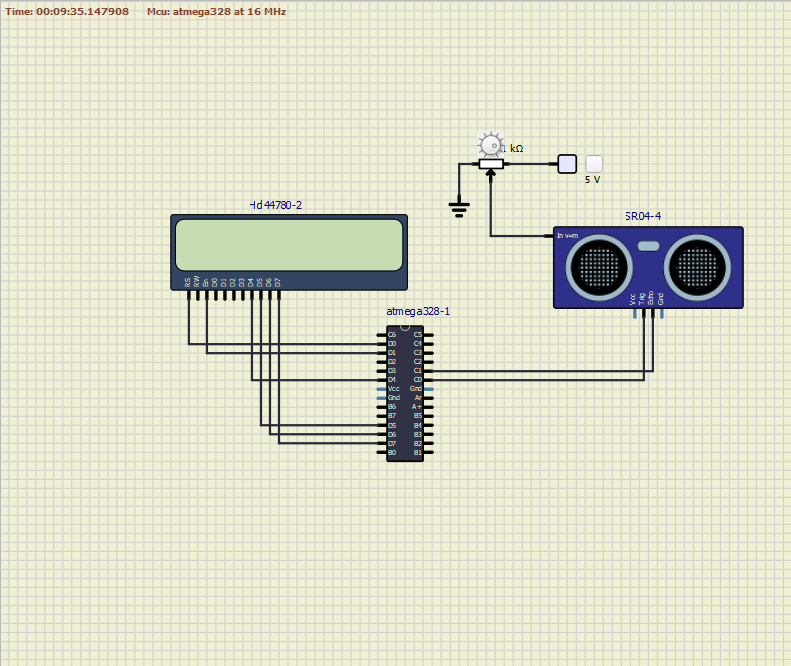 Time: 00:09:35.147908 Mcu: atmega328 at 16 MHz
1 kΩ
5 V
Hd44780-2
SR04-4
In v=m
RS RW En D0 D1 D2 D3 D4 D5 D6 D7
Vcc Trig Echo Gnd
atmega328-1
C6 C5
D0 C4
D1 C3
D2 C2
D3 C1
D4 C0
Vcc Gnd
Gnd Ar
B6 A+
B7 B5
D5 B4
D6 B3
D7 B2
B0 B1